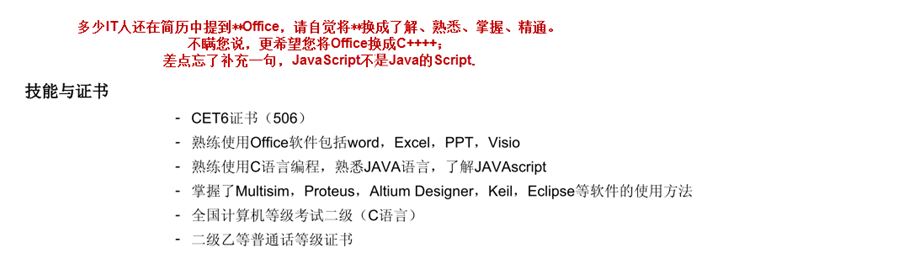 多少IT人还在简历中提到**Office，请自觉将**换成了解、熟悉、掌握、精通。
不瞒您说，更希望您将Office换成C++++；
差点忘了补充一句，JavaScript不是Java的Script.
技能与证书
- CET6证书（506）
- 熟练使用Office软件包括word，Excel，PPT，Visio
- 熟练使用C语言编程，熟悉JAVA语言，了解JAVAscript
- 掌握了Multisim，Proteus，Altium Designer，Keil，Eclipse等软件的使用方法
- 全国计算机等级考试二级（C语言）
- 二级乙等普通话等级证书